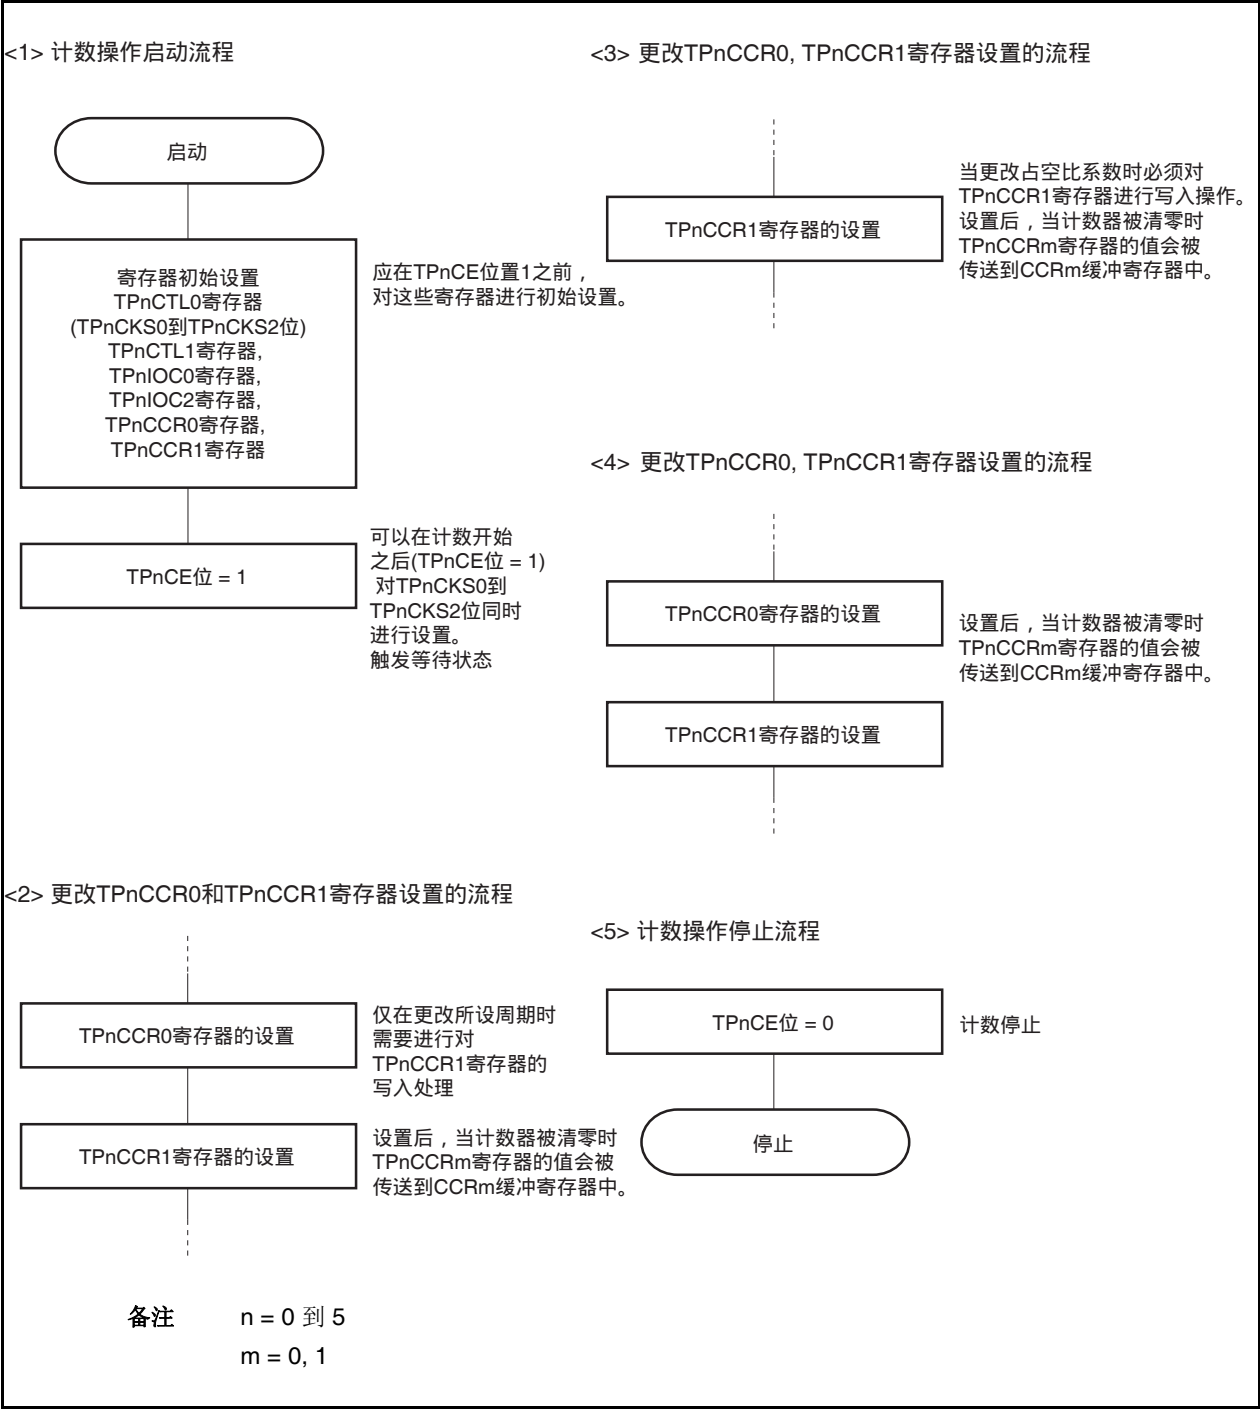 <1> 计数操作启动流程
启动
寄存器初始设置
TPnCTL0寄存器
(TPnCKS0到TPnCKS2位)
TPnCTL1寄存器,
TPnIOC0寄存器,
TPnIOC2寄存器,
TPnCCR0寄存器,
TPnCCR1寄存器
应在TPnCE位置1之前，
对这些寄存器进行初始设置。
TPnCE位 = 1
可以在计数开始
之后(TPnCE位 = 1)
对TPnCKS0到
TPnCKS2位同时
进行设置。
触发等待状态
<2> 更改TPnCCR0和TPnCCR1寄存器设置的流程
TPnCCR0寄存器的设置
仅在更改所设周期时
需要进行对
TPnCCR1寄存器的
写入处理
TPnCCR1寄存器的设置
设置后，当计数器被清零时
TPnCCRm寄存器的值会被
传送到CCRm缓冲寄存器中。
<3> 更改TPnCCR0, TPnCCR1寄存器设置的流程
TPnCCR1寄存器的设置
当更改占空比系数时必须对
TPnCCR1寄存器进行写入操作。
设置后，当计数器被清零时
TPnCCRm寄存器的值会被
传送到CCRm缓冲寄存器中。
<4> 更改TPnCCR0, TPnCCR1寄存器设置的流程
TPnCCR0寄存器的设置
设置后，当计数器被清零时
TPnCCRm寄存器的值会被
传送到CCRm缓冲寄存器中。
TPnCCR1寄存器的设置
<5> 计数操作停止流程
TPnCE位 = 0
计数停止
停止
备注 n = 0 到 5
m = 0, 1